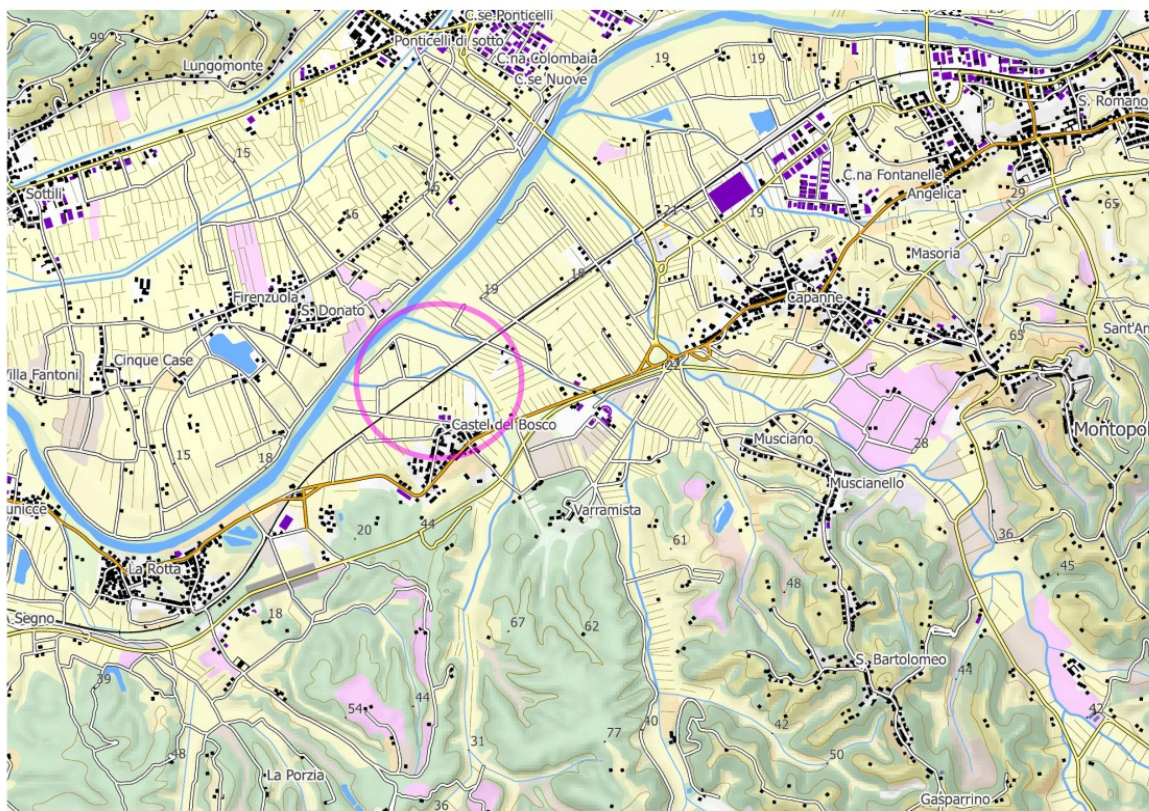 C.se Ponticelli
99
Ponticelli di sotto
25
Lungomonte
C.na Colombaia
19
19
C.se Nuove
S. Romano
15
16
C.na Fontanelle
Sottili
Angelica
29
65
16
21
19
Masoria
18
Firenzuola
19
Capanne
S. Donato
65
Sant'An
Cinque Case
Villa Fantoni
22
Castel del Bosco
Montopol
15
18
Musciano
28
Muscianello
unicce
20
44
Varramista
36
61
La Rotta
45
48
Segno
18
67
62
S. Bartolomeo
39
44
44
54
42
40
42
48
31
77
50
La Porzia
36
Gasparrino